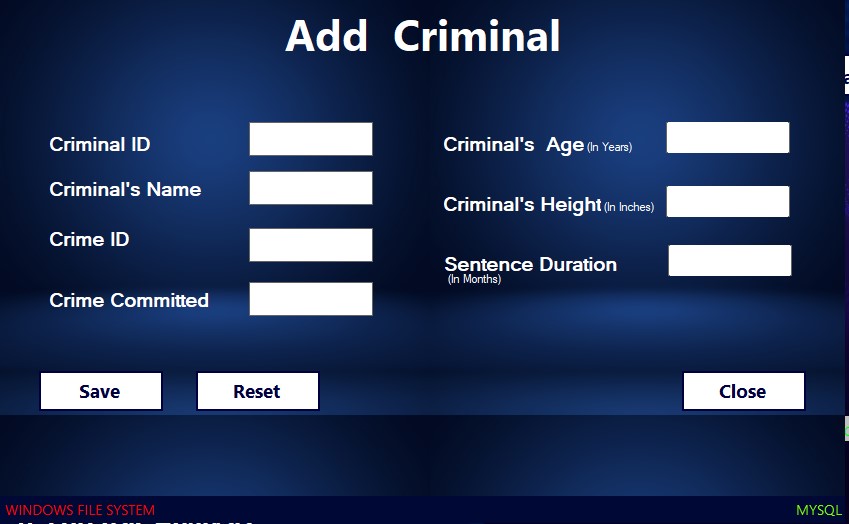 Add Criminal
Criminal ID
Criminal's Name
Crime ID
Crime Committed
Criminal's Age (In Years)
Criminal's Height (In Inches)
Sentence Duration
(In Months)
Save
Reset
Close
WINDOWS FILE SYSTEM
MYSQL